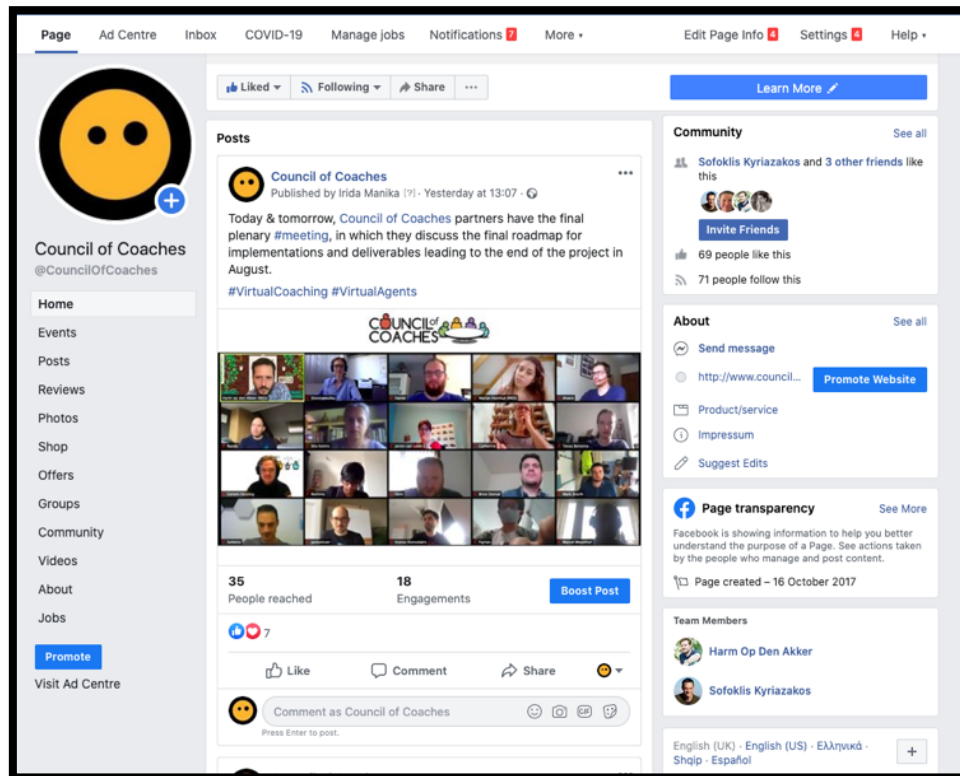 Page Ad Centre Inbox COVID-19 Manage jobs Notifications 7 More Edit Page Info 4 Settings 4 Help
Liked Following Share ...
Learn More
Council of Coaches
@CouncilOfCoaches
Home
Events
Posts
Reviews
Photos
Shop
Offers
Groups
Community
Videos
About
Jobs
Promote
Visit Ad Centre
Posts
Council of Coaches
Published by Irida Manika [?] · Yesterday at 13:07 ·
Today & tomorrow, Council of Coaches partners have the final
plenary #meeting, in which they discuss the final roadmap for
implementations and deliverables leading to the end of the project in
August.
#VirtualCoaching #VirtualAgents
COUNCIL of
COACHES
35
People reached
18
Engagements
Boost Post
7
Like Comment Share
Comment as Council of Coaches
GIF
Press Enter to post.
Community See all
Sofoklis Kyriazakos and 3 other friends like
this
Invite Friends
69 people like this
71 people follow this
About See all
Send message
http://www.council...
Promote Website
Product/service
Impressum
Suggest Edits
Page transparency See More
Facebook is showing information to help you better
understand the purpose of a Page. See actions taken
by the people who manage and post content.
Page created – 16 October 2017
Team Members
Harm Op Den Akker
Sofoklis Kyriazakos
English (UK) · English (US) · Ελληνικά ·
Shqip · Español
+